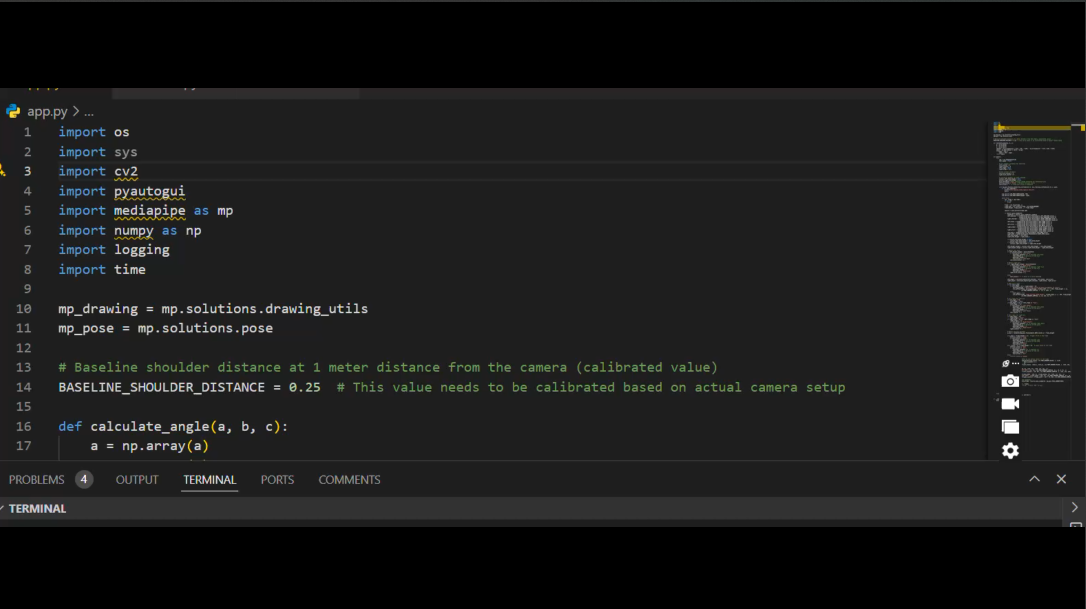 app.py > ...
1 import os
2 import sys
3 import cv2
4 import pyautogui
5 import mediapipe as mp
6 import numpy as np
7 import logging
8 import time
9
10 mp_drawing = mp.solutions.drawing_utils
11 mp_pose = mp.solutions.pose
12
13 # Baseline shoulder distance at 1 meter distance from the camera (calibrated value)
14 BASELINE_SHOULDER_DISTANCE = 0.25  # This value needs to be calibrated based on actual camera setup
15
16 def calculate_angle(a, b, c):
17     a = np.array(a)
PROBLEMS 4 OUTPUT TERMINAL PORTS COMMENTS
TERMINAL